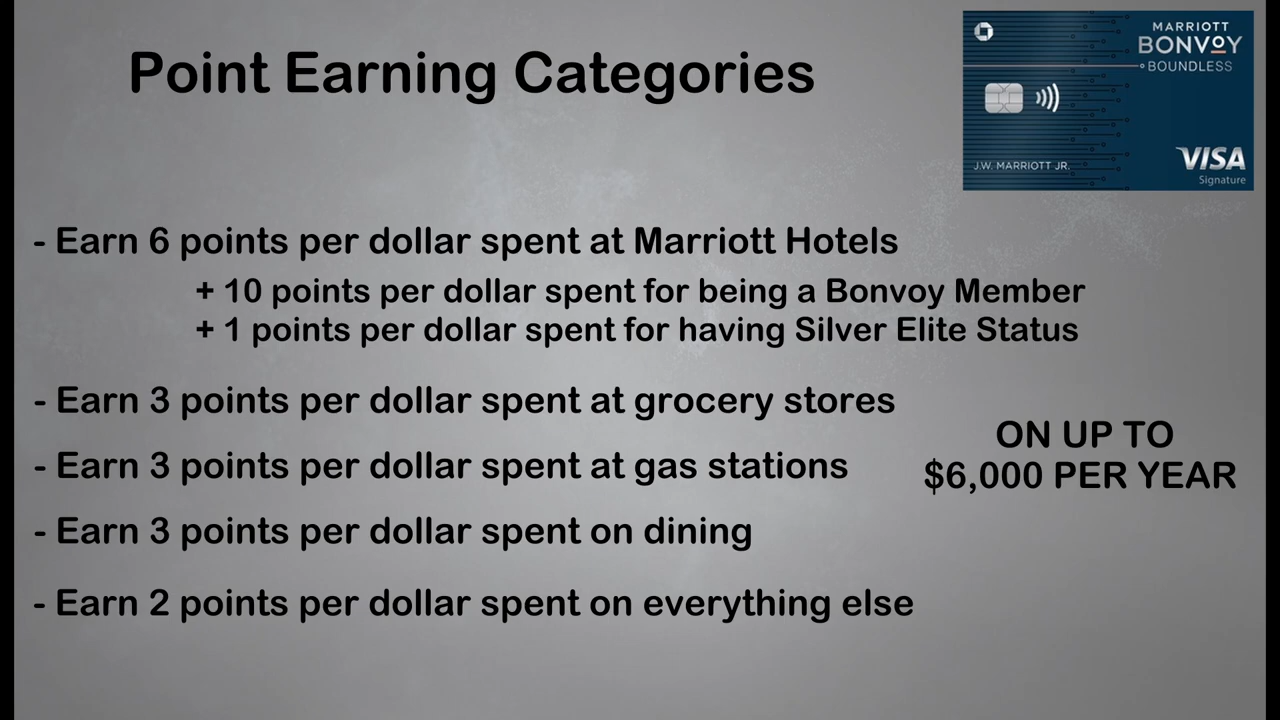 Point Earning Categories
MARRIOTT
BONVOY
BOUNDLESS
J.W. MARRIOTT JR.
VISA
Signature
- Earn 6 points per dollar spent at Marriott Hotels
+ 10 points per dollar spent for being a Bonvoy Member
+ 1 points per dollar spent for having Silver Elite Status
- Earn 3 points per dollar spent at grocery stores
- Earn 3 points per dollar spent at gas stations
- Earn 3 points per dollar spent on dining
ON UP TO
$6,000 PER YEAR
- Earn 2 points per dollar spent on everything else